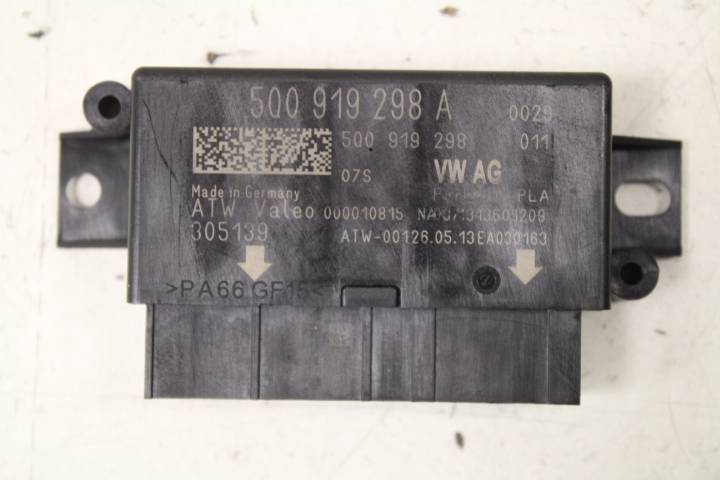 5Q0 919 298 A 0029
5Q0 919 298 011
07S VW AG
Made in Germany PLA
ATW Valeo 000010815
305139 ATW-00126.05.13EA030163
>PA66 GF15<